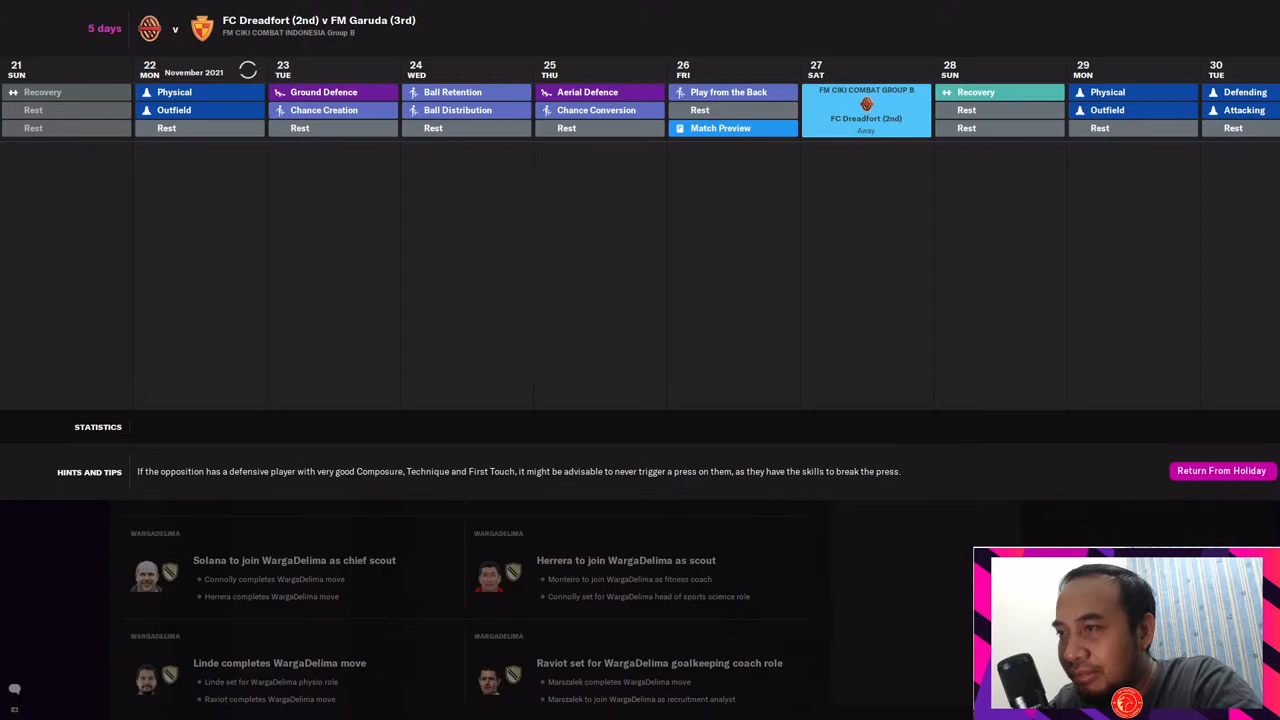 5 days
v
FC Dreadfort (2nd) v FM Garuda (3rd)
FM CIKI COMBAT INDONESIA Group B
21 SUN
22 MON November 2021
23 TUE
24 WED
25 THU
26 FRI
27 SAT
28 SUN
29 MON
30 TUE
Recovery
Rest
Rest
Physical
Outfield
Rest
Ground Defence
Chance Creation
Rest
Ball Retention
Ball Distribution
Rest
Aerial Defence
Chance Conversion
Rest
Play from the Back
Rest
Match Preview
FM CIKI COMBAT GROUP B
FC Dreadfort (2nd)
Away
Recovery
Rest
Rest
Physical
Outfield
Rest
Defending
Attacking
Rest
STATISTICS
HINTS AND TIPS
If the opposition has a defensive player with very good Composure, Technique and First Touch, it might be advisable to never trigger a press on them, as they have the skills to break the press.
Return From Holiday
WARGADELIMA
Solana to join WargaDelima as chief scout
Connolly completes WargaDelima move
Herrera completes WargaDelima move
WARGADELIMA
Herrera to join WargaDelima as scout
Monteiro to join WargaDelima as fitness coach
Connolly set for WargaDelima head of sports science role
WARGADELIMA
Linde completes WargaDelima move
Linde set for WargaDelima physio role
Raviot completes WargaDelima move
WARGADELIMA
Raviot set for WargaDelima goalkeeping coach role
Marszalek completes WargaDelima move
Marszalek to join WargaDelima as recruitment analyst